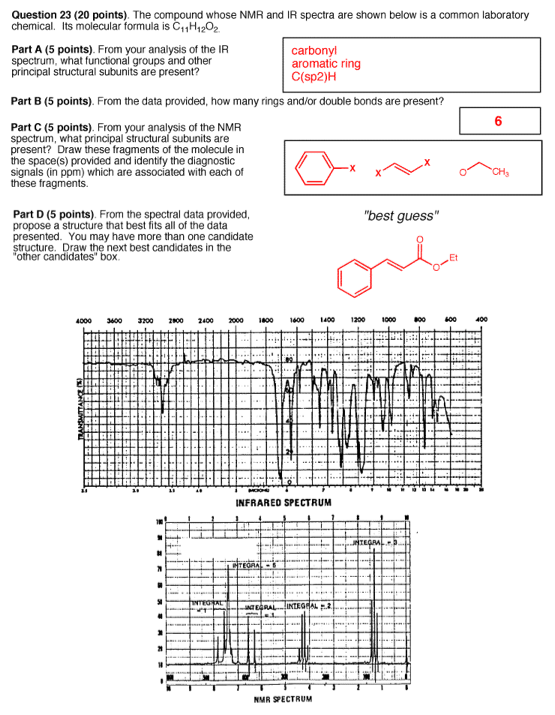 Question 23 (20 points). The compound whose NMR and IR spectra are shown below is a common laboratory
chemical. Its molecular formula is C11H12O2.
Part A (5 points). From your analysis of the IR
spectrum, what functional groups and other
principal structural subunits are present?
carbonyl
aromatic ring
C(sp2)H
Part B (5 points). From the data provided, how many rings and/or double bonds are present?
6
Part C (5 points). From your analysis of the NMR
spectrum, what principal structural subunits are
present? Draw these fragments of the molecule in
the space(s) provided and identify the diagnostic
signals (in ppm) which are associated with each of
these fragments.
X X X O CH3
Part D (5 points). From the spectral data provided,
propose a structure that best fits all of the data
presented. You may have more than one candidate
structure. Draw the next best candidates in the
"other candidates" box.
"best guess"
O
O Et
4000 3600 3200 2900 2400 2000 1800 1600 1400 1200 1000 800 600 400
TRANSMITTANCE (%)
INFRARED SPECTRUM
INTEGRAL = 3
INTEGRAL = 5
INTEGRAL = 1
INTEGRAL = 1
INTEGRAL = 2
NMR SPECTRUM